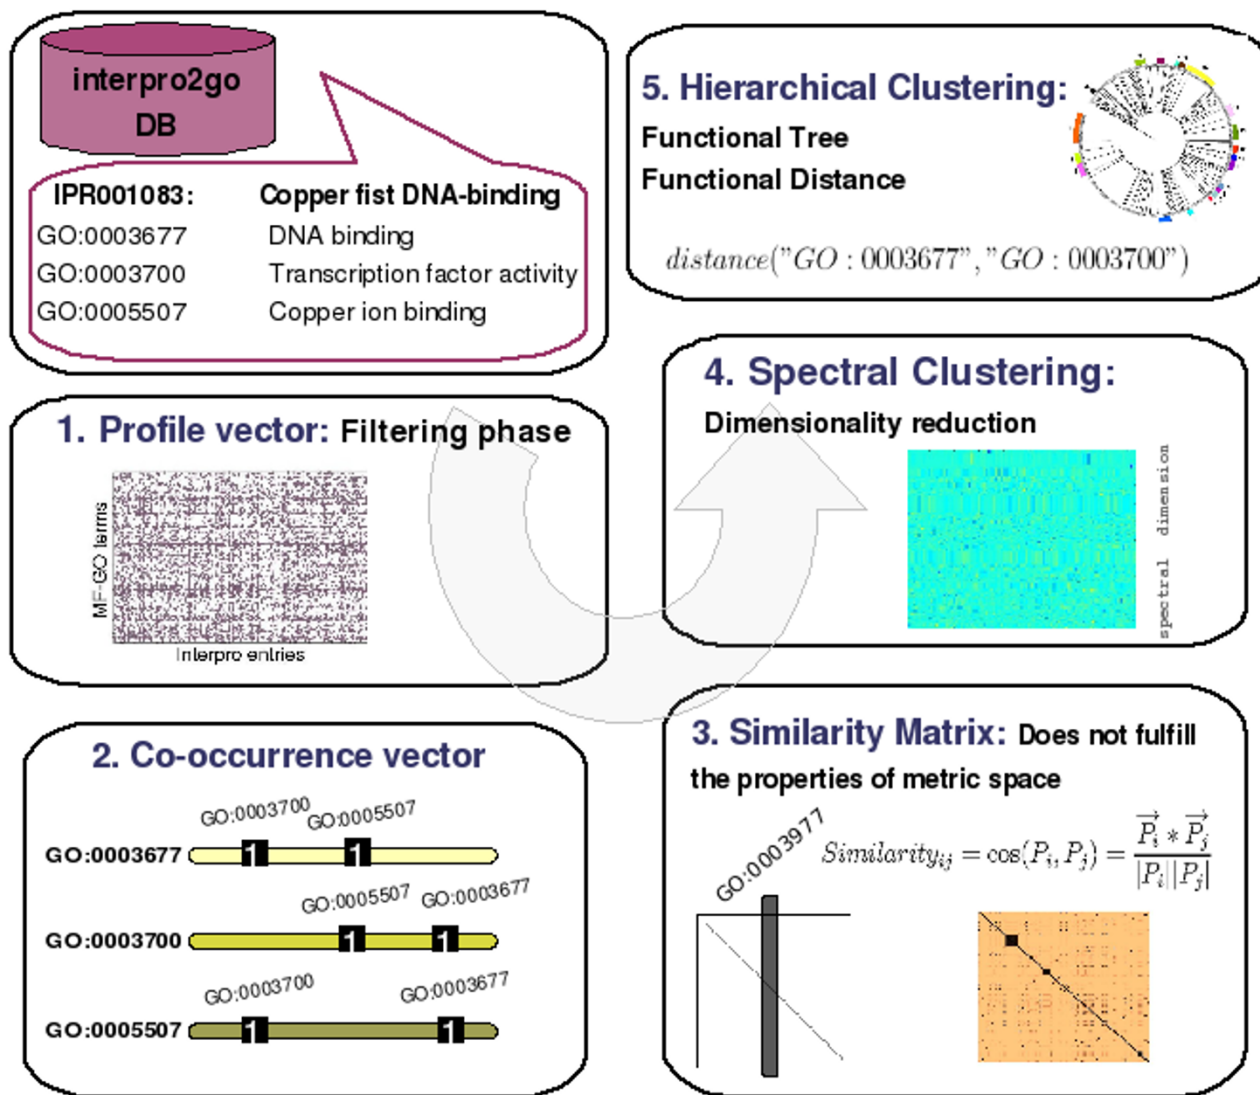 interpro2go
DB
IPR001083: Copper fist DNA-binding
GO:0003677 DNA binding
GO:0003700 Transcription factor activity
GO:0005507 Copper ion binding
1. Profile vector: Filtering phase
MF-GO terms
Interpro entries
2. Co-occurrence vector
GO:0003700 GO:0005507
GO:0003677 1 1
GO:0005507 GO:0003677
GO:0003700 1 1
GO:0003700 GO:0003677
GO:0005507 1 1
3. Similarity Matrix: Does not fulfill
the properties of metric space
GO:0003977
Similarity_{ij} = cos(P_i, P_j) = \frac{\overrightarrow{P_i} * \overrightarrow{P_j}}{|P_i||P_j|}
4. Spectral Clustering:
Dimensionality reduction
spectral dimension
5. Hierarchical Clustering:
Functional Tree
Functional Distance
distance("GO : 0003677", "GO : 0003700")